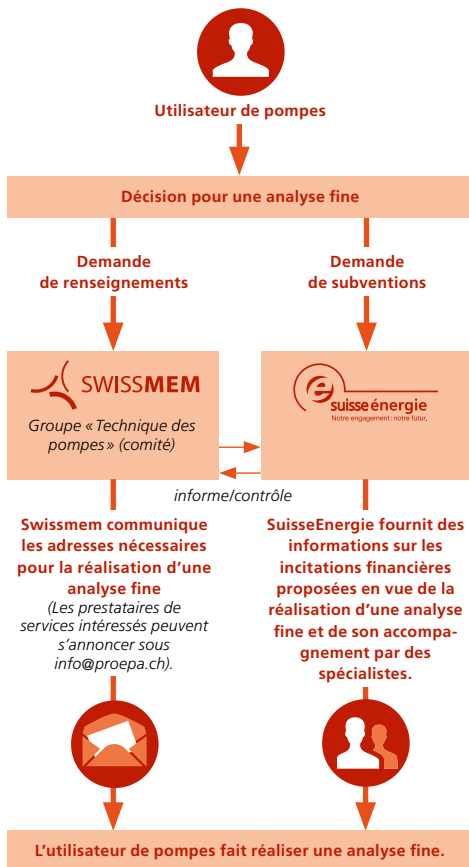 Utilisateur de pompes
Décision pour une analyse fine
Demande
de renseignements
Demande
de subventions
SWISSMEM
Groupe « Technique des
pompes » (comité)
suisseénergie
Notre engagement : notre futur.
informe/contrôle
Swissmem communique
les adresses nécessaires
pour la réalisation d’une
analyse fine
(Les prestataires de
services intéressés peuvent
s’annoncer sous
info@proepa.ch).
SuisseEnergie fournit des
informations sur les
incitations financières
proposées en vue de la
réalisation d’une analyse
fine et de son accompa-
gnement par des
spécialistes.
L’utilisateur de pompes fait réaliser une analyse fine.